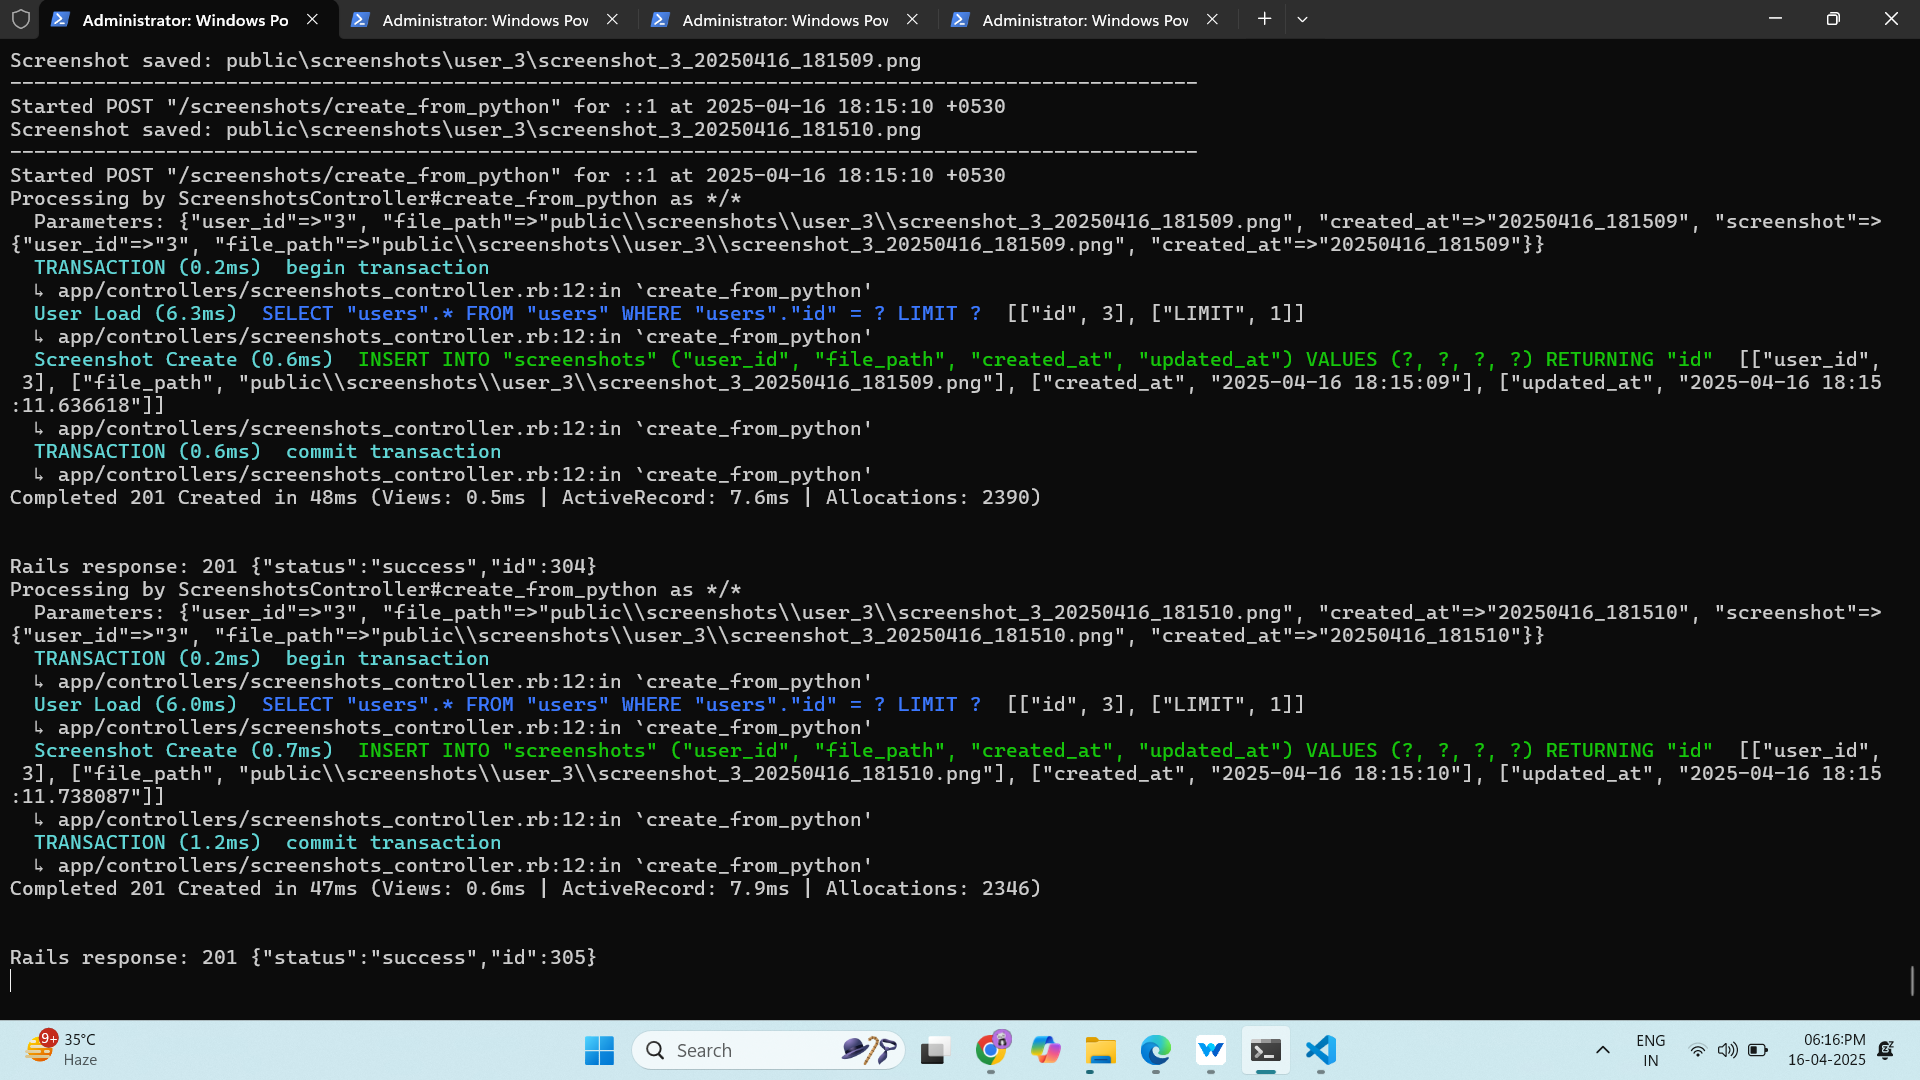 Administrator: Windows Po
Administrator: Windows Pov
Administrator: Windows Pov
Administrator: Windows Pov
Screenshot saved: public\screenshots\user_3\screenshot_3_20250416_181509.png
---------------------------------------------------------------------------------------------------
Started POST "/screenshots/create_from_python" for ::1 at 2025-04-16 18:15:10 +0530
Screenshot saved: public\screenshots\user_3\screenshot_3_20250416_181510.png
---------------------------------------------------------------------------------------------------
Started POST "/screenshots/create_from_python" for ::1 at 2025-04-16 18:15:10 +0530
Processing by ScreenshotsController#create_from_python as */*
  Parameters: {"user_id"=>"3", "file_path"=>"public\\screenshots\\user_3\\screenshot_3_20250416_181509.png", "created_at"=>"20250416_181509", "screenshot"=>
{"user_id"=>"3", "file_path"=>"public\\screenshots\\user_3\\screenshot_3_20250416_181509.png", "created_at"=>"20250416_181509"}}
  TRANSACTION (0.2ms)  begin transaction
  ↳ app/controllers/screenshots_controller.rb:12:in `create_from_python'
  User Load (6.3ms)  SELECT "users".* FROM "users" WHERE "users"."id" = ? LIMIT ?  [["id", 3], ["LIMIT", 1]]
  ↳ app/controllers/screenshots_controller.rb:12:in `create_from_python'
  Screenshot Create (0.6ms)  INSERT INTO "screenshots" ("user_id", "file_path", "created_at", "updated_at") VALUES (?, ?, ?, ?) RETURNING "id"  [["user_id",
 3], ["file_path", "public\\screenshots\\user_3\\screenshot_3_20250416_181509.png"], ["created_at", "2025-04-16 18:15:09"], ["updated_at", "2025-04-16 18:15
:11.636618"]]
  ↳ app/controllers/screenshots_controller.rb:12:in `create_from_python'
  TRANSACTION (0.6ms)  commit transaction
  ↳ app/controllers/screenshots_controller.rb:12:in `create_from_python'
Completed 201 Created in 48ms (Views: 0.5ms | ActiveRecord: 7.6ms | Allocations: 2390)
Rails response: 201 {"status":"success","id":304}
Processing by ScreenshotsController#create_from_python as */*
  Parameters: {"user_id"=>"3", "file_path"=>"public\\screenshots\\user_3\\screenshot_3_20250416_181510.png", "created_at"=>"20250416_181510", "screenshot"=>
{"user_id"=>"3", "file_path"=>"public\\screenshots\\user_3\\screenshot_3_20250416_181510.png", "created_at"=>"20250416_181510"}}
  TRANSACTION (0.2ms)  begin transaction
  ↳ app/controllers/screenshots_controller.rb:12:in `create_from_python'
  User Load (6.0ms)  SELECT "users".* FROM "users" WHERE "users"."id" = ? LIMIT ?  [["id", 3], ["LIMIT", 1]]
  ↳ app/controllers/screenshots_controller.rb:12:in `create_from_python'
  Screenshot Create (0.7ms)  INSERT INTO "screenshots" ("user_id", "file_path", "created_at", "updated_at") VALUES (?, ?, ?, ?) RETURNING "id"  [["user_id",
 3], ["file_path", "public\\screenshots\\user_3\\screenshot_3_20250416_181510.png"], ["created_at", "2025-04-16 18:15:10"], ["updated_at", "2025-04-16 18:15
:11.738087"]]
  ↳ app/controllers/screenshots_controller.rb:12:in `create_from_python'
  TRANSACTION (1.2ms)  commit transaction
  ↳ app/controllers/screenshots_controller.rb:12:in `create_from_python'
Completed 201 Created in 47ms (Views: 0.6ms | ActiveRecord: 7.9ms | Allocations: 2346)
Rails response: 201 {"status":"success","id":305}
9+
35°C
Haze
Search
ENG
IN
06:16:PM
16-04-2025